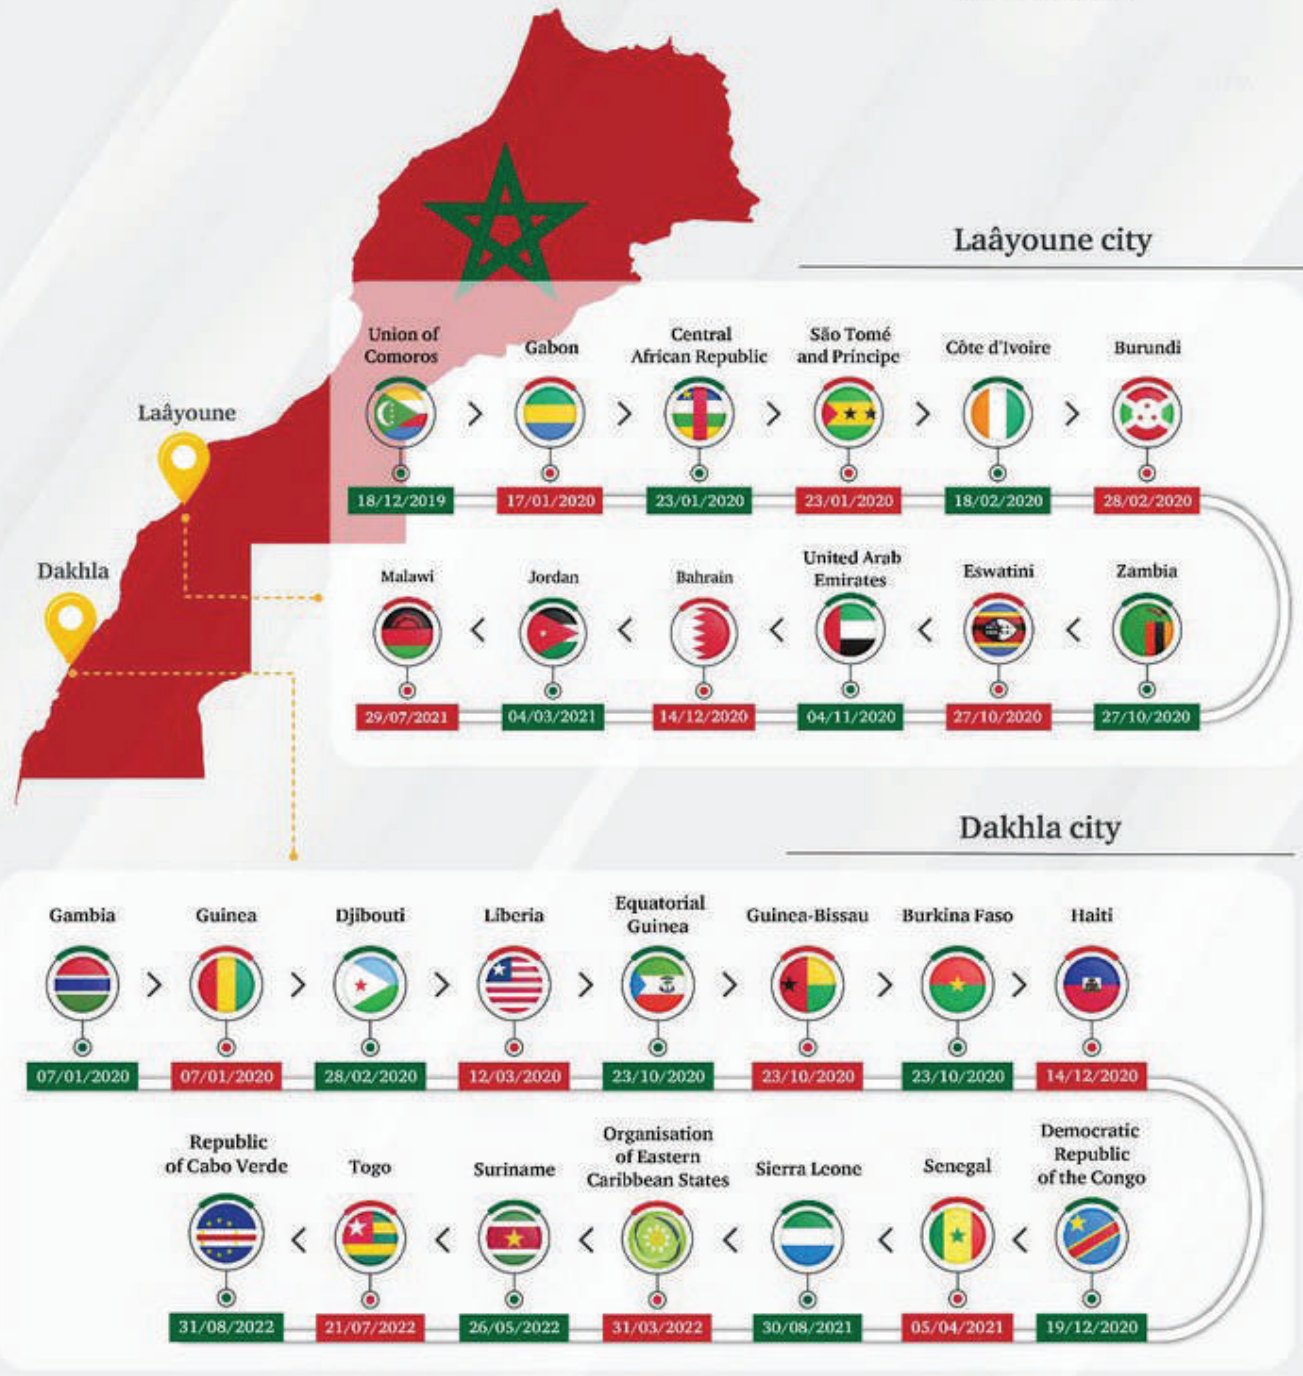 Laâyoune city
Union of
Comoros
Gabon
Central
African Republic
São Tomé
and Príncipe
Côte d'Ivoire
Burundi
18/12/2019
17/01/2020
23/01/2020
23/01/2020
18/02/2020
28/02/2020
Laâyoune
Dakhla
Malawi
Jordan
Bahrain
United Arab
Emirates
Eswatini
Zambia
29/07/2021
04/03/2021
14/12/2020
04/11/2020
27/10/2020
27/10/2020
Dakhla city
Gambia
Guinea
Djibouti
Liberia
Equatorial
Guinea
Guinea-Bissau
Burkina Faso
Haiti
07/01/2020
07/01/2020
28/02/2020
12/03/2020
23/10/2020
23/10/2020
23/10/2020
14/12/2020
Republic
of Cabo Verde
Togo
Suriname
Organisation
of Eastern
Caribbean States
Sierra Leone
Senegal
Democratic
Republic
of the Congo
31/08/2022
21/07/2022
26/05/2022
31/03/2022
30/08/2021
05/04/2021
19/12/2020